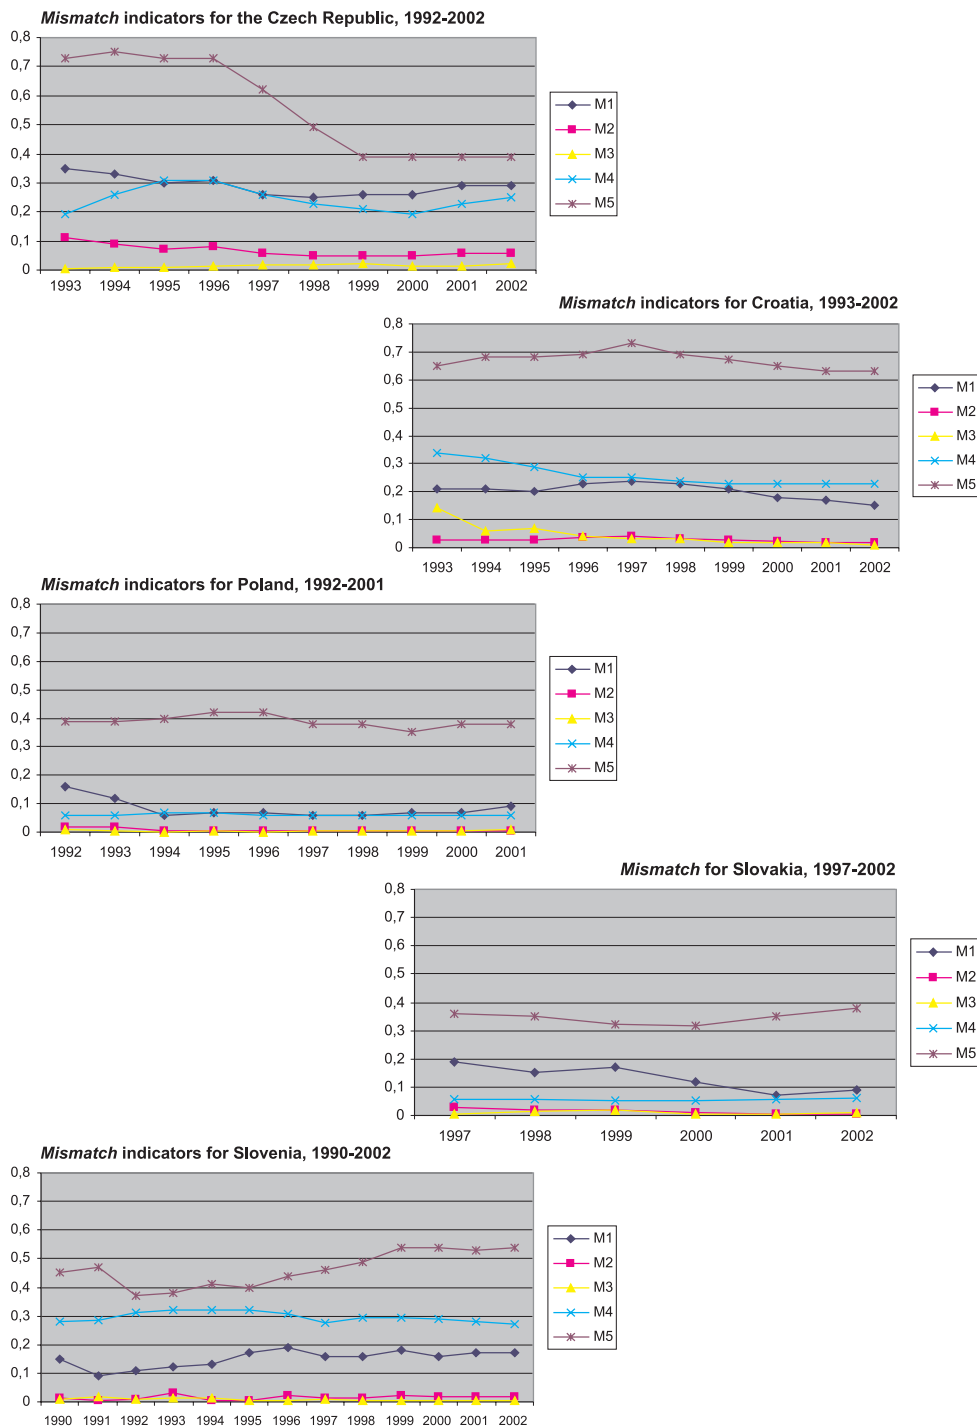 Mismatch indicators for the Czech Republic, 1992-2002
0,8
0,7
0,6
0,5
0,4
0,3
0,2
0,1
0
1993 1994 1995 1996 1997 1998 1999 2000 2001 2002
M1
M2
M3
M4
M5
Mismatch indicators for Croatia, 1993-2002
0,8
0,7
0,6
0,5
0,4
0,3
0,2
0,1
0
1993 1994 1995 1996 1997 1998 1999 2000 2001 2002
M1
M2
M3
M4
M5
Mismatch indicators for Poland, 1992-2001
0,8
0,7
0,6
0,5
0,4
0,3
0,2
0,1
0
1992 1993 1994 1995 1996 1997 1998 1999 2000 2001
M1
M2
M3
M4
M5
Mismatch for Slovakia, 1997-2002
0,8
0,7
0,6
0,5
0,4
0,3
0,2
0,1
0
1997 1998 1999 2000 2001 2002
M1
M2
M3
M4
M5
Mismatch indicators for Slovenia, 1990-2002
0,8
0,7
0,6
0,5
0,4
0,3
0,2
0,1
0
1990 1991 1992 1993 1994 1995 1996 1997 1998 1999 2000 2001 2002
M1
M2
M3
M4
M5